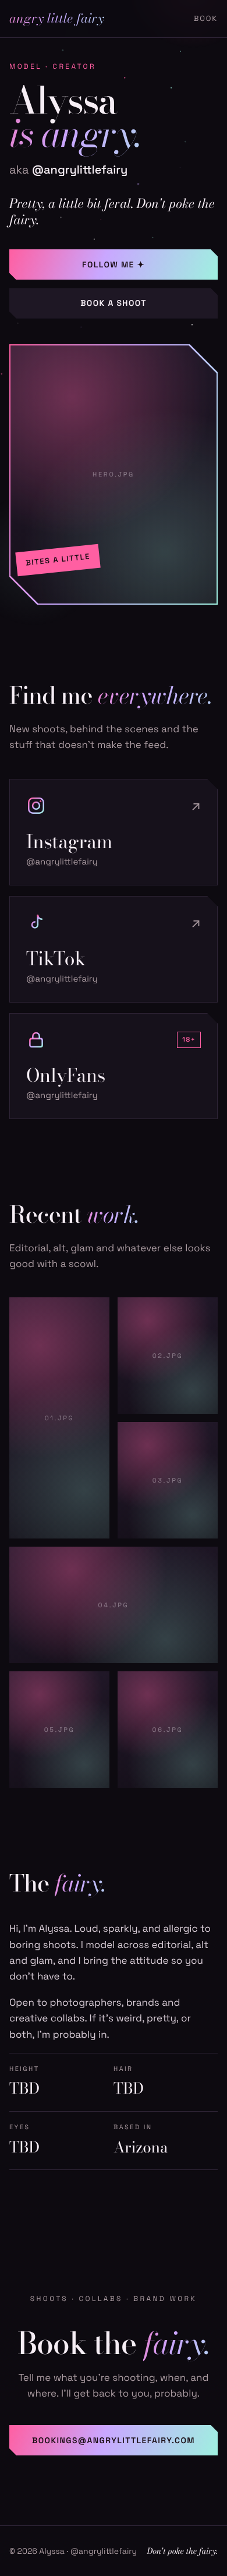 angry little fairy
BOOK
MODEL · CREATOR
Alyssa
is angry.
aka @angrylittlefairy
Pretty, a little bit feral. Don't poke the
fairy.
FOLLOW ME ✦
BOOK A SHOOT
HERO.JPG
BITES A LITTLE
Find me everywhere.
New shoots, behind the scenes and the
stuff that doesn't make the feed.
Instagram
@angrylittlefairy
TikTok
@angrylittlefairy
18+
OnlyFans
@angrylittlefairy
Recent work.
Editorial, alt, glam and whatever else looks
good with a scowl.
01.JPG
02.JPG
03.JPG
04.JPG
05.JPG
06.JPG
The fairy.
Hi, I'm Alyssa. Loud, sparkly, and allergic to
boring shoots. I model across editorial, alt
and glam, and I bring the attitude so you
don't have to.
Open to photographers, brands and
creative collabs. If it's weird, pretty, or
both, I'm probably in.
HEIGHT
TBD
HAIR
TBD
EYES
TBD
BASED IN
Arizona
SHOOTS · COLLABS · BRAND WORK
Book the fairy.
Tell me what you're shooting, when, and
where. I'll get back to you, probably.
BOOKINGS@ANGRYLITTLEFAIRY.COM
© 2026 Alyssa · @angrylittlefairy
Don't poke the fairy.